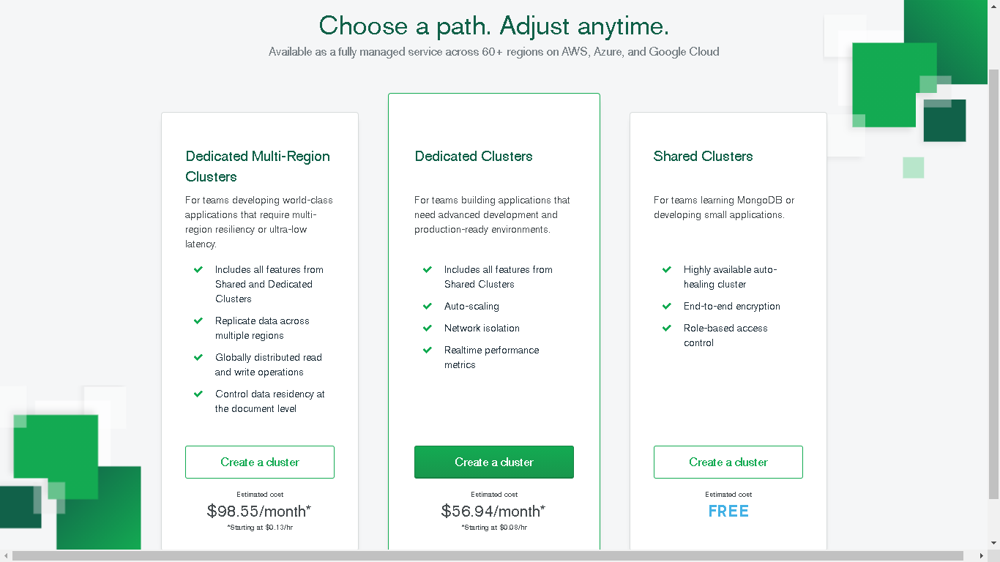 Choose a path. Adjust anytime.
Available as a fully managed service across 60+ regions on AWS, Azure, and Google Cloud
Dedicated Multi-Region
Clusters
For teams developing world-class
applications that require multi-
region resiliency or ultra-low
latency.
Includes all features from
Shared and Dedicated
Clusters
Replicate data across
multiple regions
Globally distributed read
and write operations
Control data residency at
the document level
Create a cluster
Estimated cost
$98.55/month*
*Starting at $0.13/hr
Dedicated Clusters
For teams building applications that
need advanced development and
production-ready environments.
Includes all features from
Shared Clusters
Auto-scaling
Network isolation
Realtime performance
metrics
Create a cluster
Estimated cost
$56.94/month*
*Starting at $0.08/hr
Shared Clusters
For teams learning MongoDB or
developing small applications.
Highly available auto-
healing cluster
End-to-end encryption
Role-based access
control
Create a cluster
Estimated cost
FREE